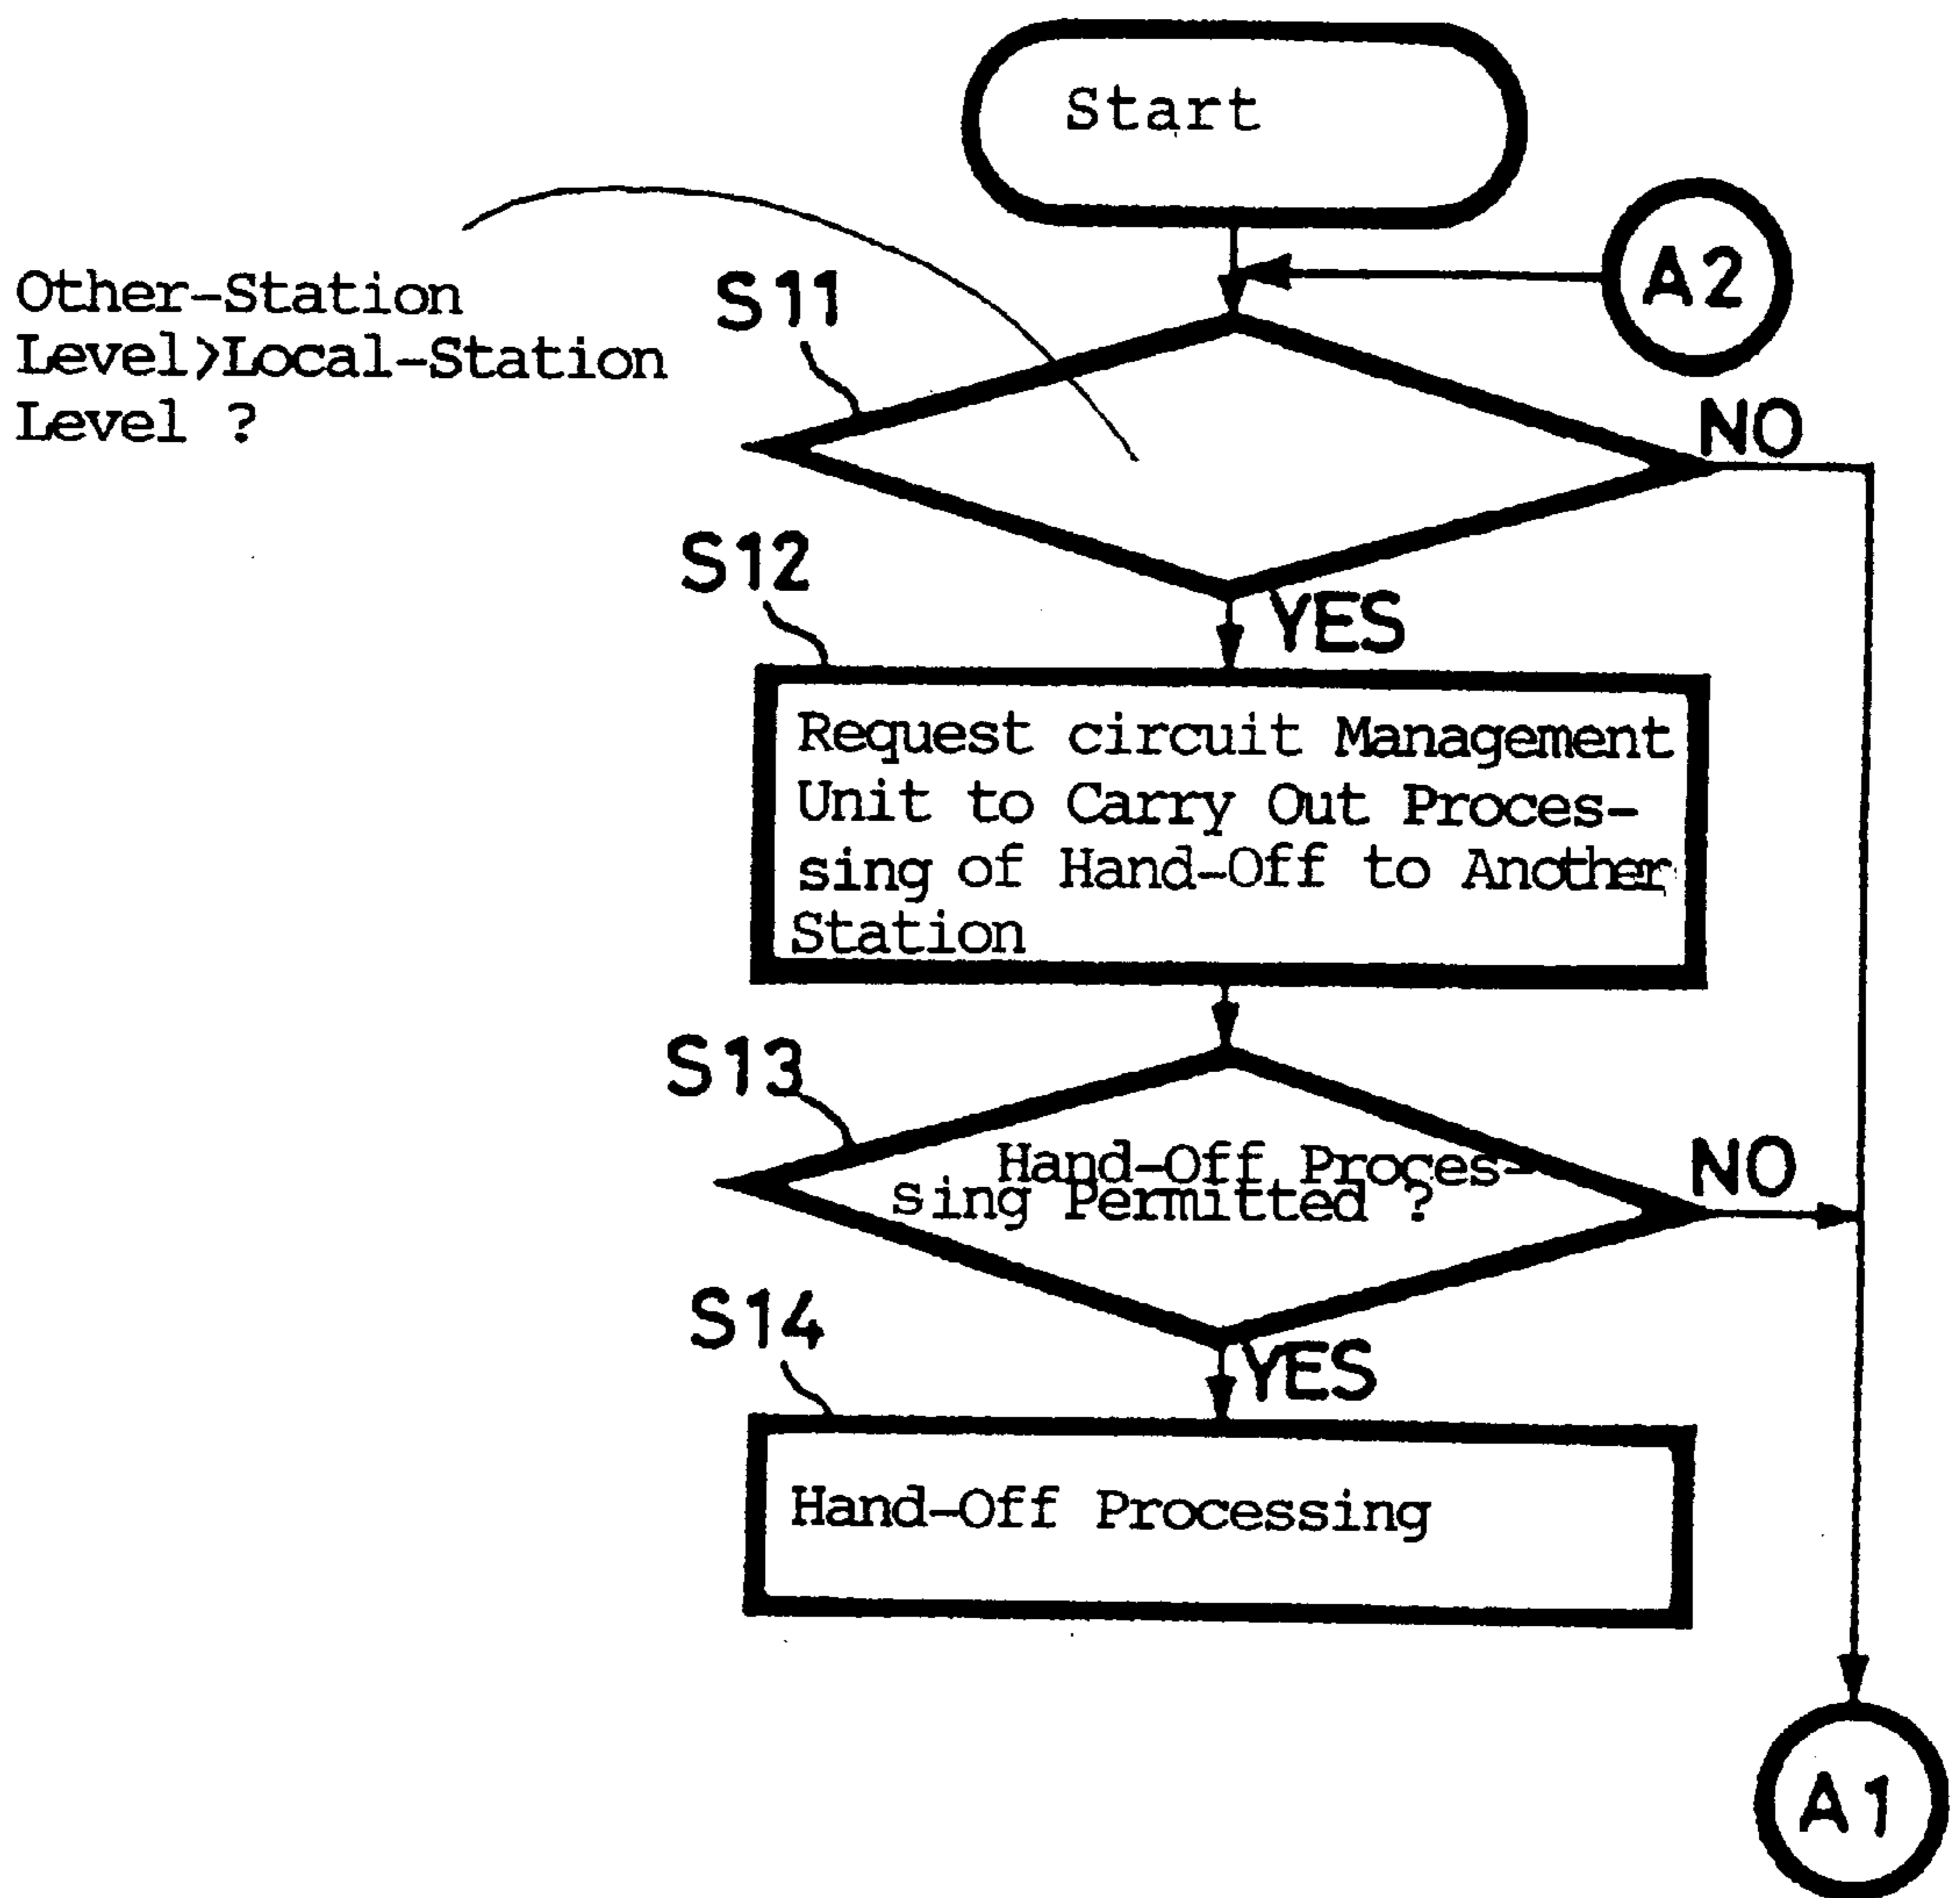 Start
A2
Other-Station
Level>Local-Station
Level ?
S11
NO
S12
YES
Request circuit Management
Unit to Carry Out Proces-
sing of Hand-Off to Another
Station
S13
Hand-Off Proces-
sing Permitted ?
NO
S14
YES
Hand-Off Processing
A1